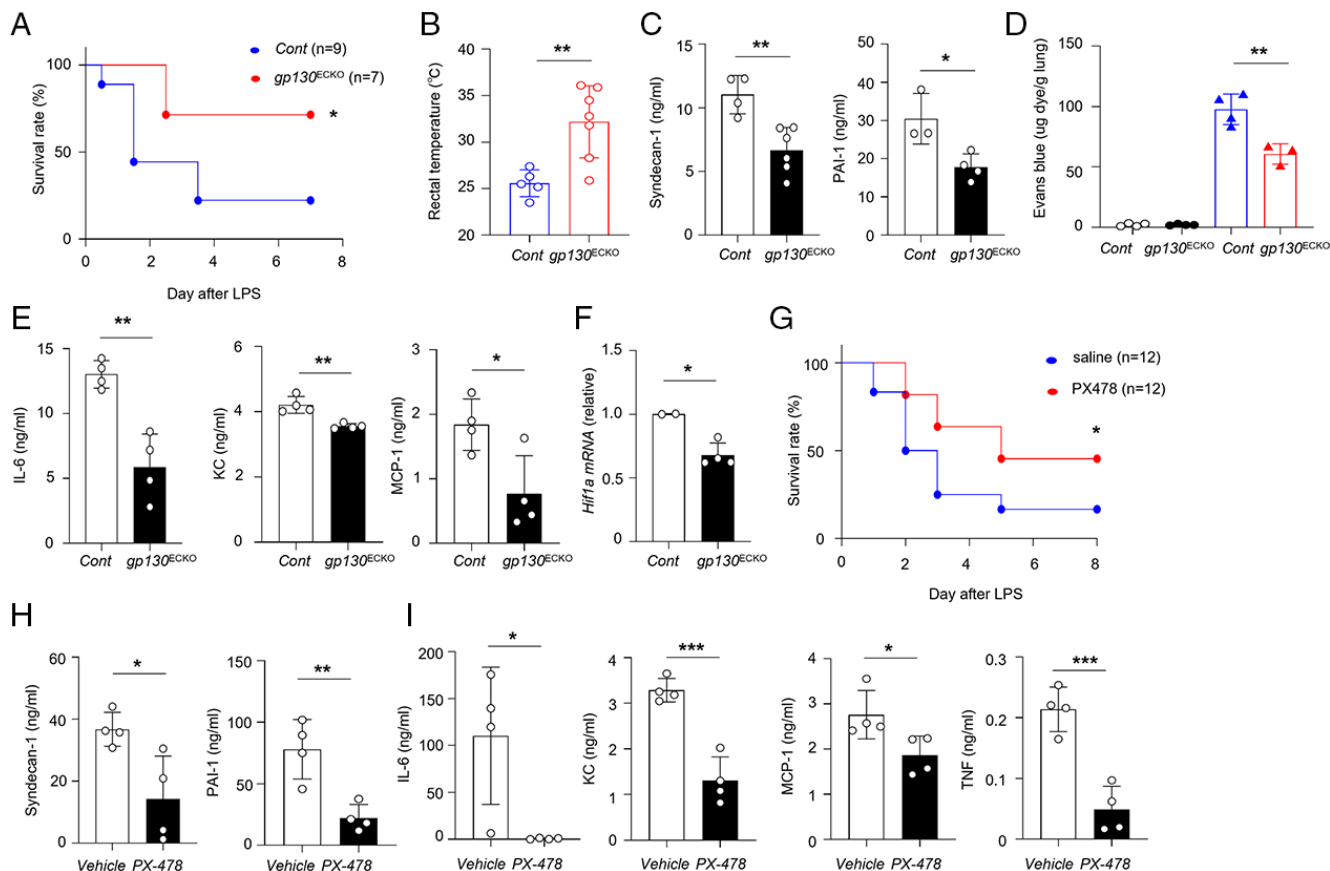 A
Cont (n=9)
gp130ECKO (n=7)
100
50
0
Survival rate (%)
*
0 2 4 6 8
Day after LPS
B
**
Rectal temperature (°C)
35
30
25
20
Cont gp130ECKO
C
**
Syndecan-1 (ng/ml)
15
10
5
0
Cont gp130ECKO
*
PAI-1 (ng/ml)
50
40
30
20
10
0
Cont gp130ECKO
D
**
Evans blue (ug dye/g lung)
150
100
50
0
Cont gp130ECKO Cont gp130ECKO
E
**
IL-6 (ng/ml)
15
10
5
0
Cont gp130ECKO
**
KC (ng/ml)
6
4
2
0
Cont gp130ECKO
*
MCP-1 (ng/ml)
3
2
1
0
Cont gp130ECKO
F
*
Hif1a mRNA (relative)
1.5
1.0
0.5
0
Cont gp130ECKO
G
saline (n=12)
PX478 (n=12)
100
50
0
Survival rate (%)
*
0 2 4 6 8
Day after LPS
H
*
Syndecan-1 (ng/ml)
60
40
20
0
Vehicle PX-478
**
PAI-1 (ng/ml)
150
100
50
0
Vehicle PX-478
I
*
IL-6 (ng/ml)
200
150
100
50
0
Vehicle PX-478
***
KC (ng/ml)
4
3
2
1
0
Vehicle PX-478
*
MCP-1 (ng/ml)
4
3
2
1
0
Vehicle PX-478
***
TNF (ng/ml)
0.3
0.2
0.1
0
Vehicle PX-478